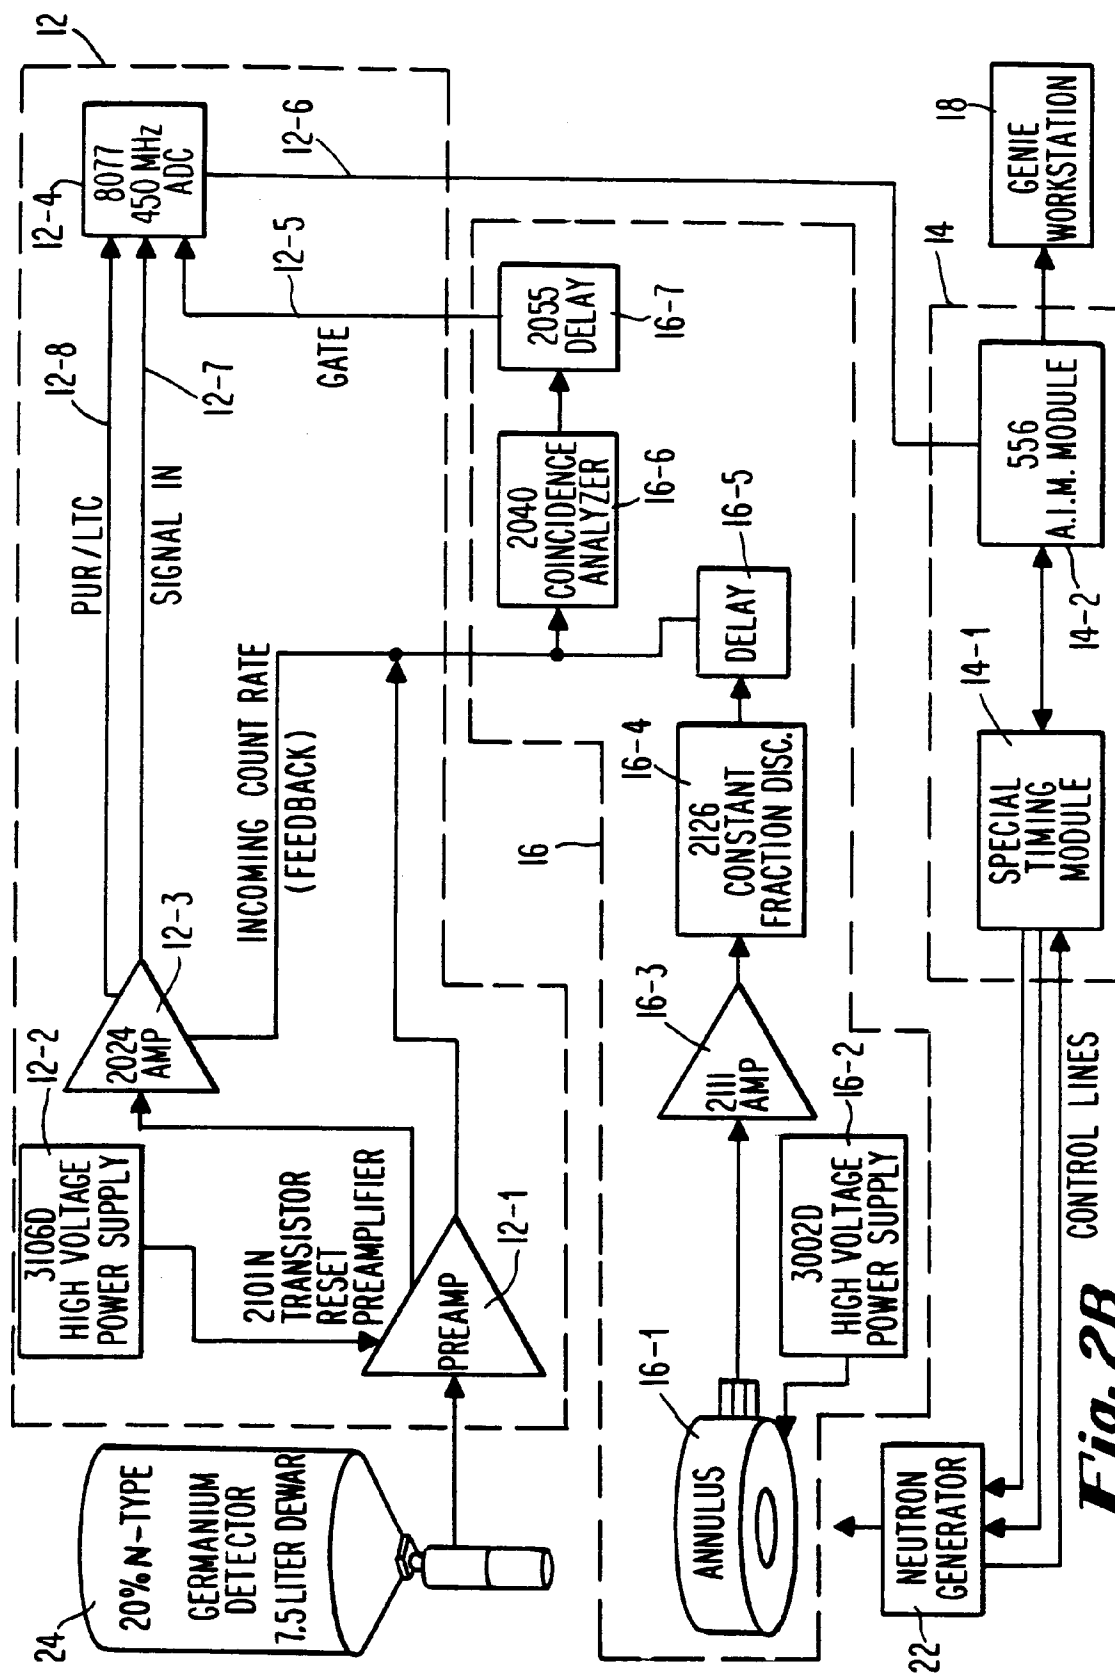 12
24
20% N-TYPE
GERMANIUM
DETECTOR
7.5 LITER DEWAR
3106D
HIGH VOLTAGE
POWER SUPPLY
12-2
2101N
TRANSISTOR
RESET
PREAMPLIFIER
PREAMP
12-1
2024
AMP
12-3
PUR/LTC
12-8
SIGNAL IN
12-7
INCOMING COUNT RATE
(FEEDBACK)
12-4
8077
450 MHz
ADC
12-5
GATE
12-6
16
ANNULUS
16-1
3002D
HIGH VOLTAGE
POWER SUPPLY
16-2
2111
AMP
16-3
2126
CONSTANT
FRACTION DISC.
16-4
DELAY
16-5
2040
COINCIDENCE
ANALYZER
16-6
2055
DELAY
16-7
NEUTRON
GENERATOR
22
CONTROL LINES
SPECIAL
TIMING
MODULE
14-1
556
A.I.M. MODULE
14-2
14
GENIE
WORKSTATION
18
Fig. 2B